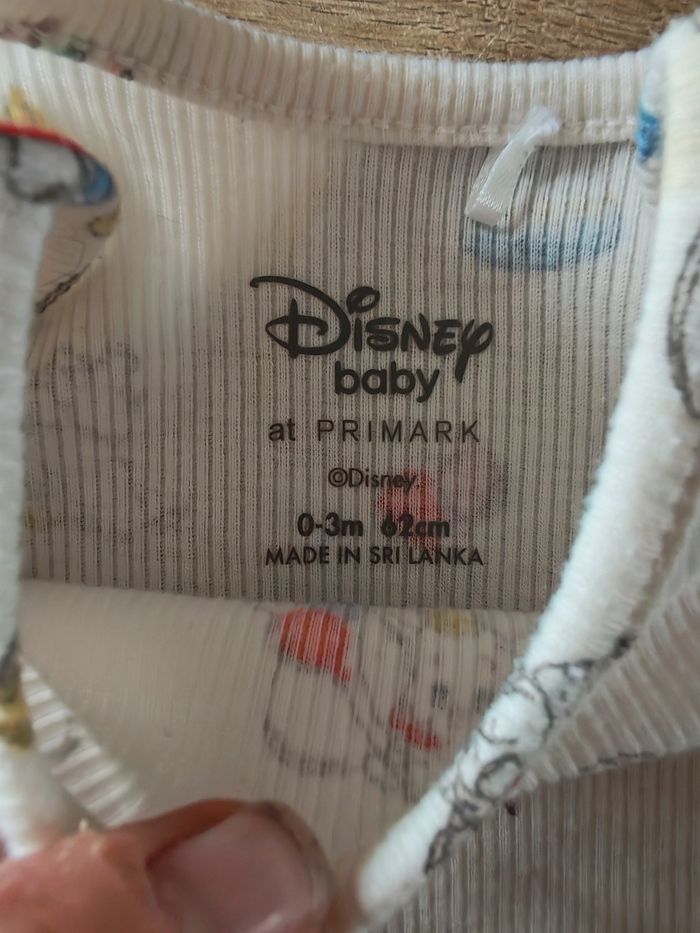 Disney
baby
at PRIMARK
©Disney.
0-3m 62cm
MADE IN SRI LANKA